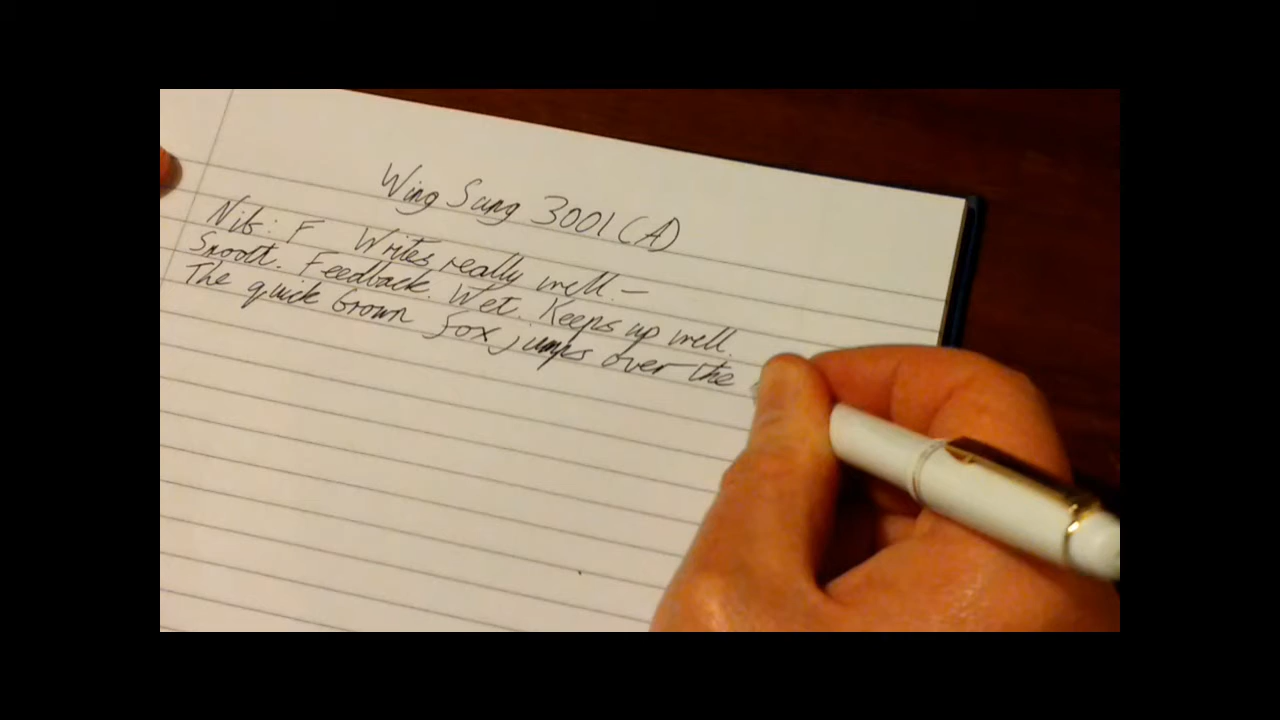 Wing Sung 3001 (A)
Nib: F Writes really well –
Smooth. Feedback. Wet. Keeps up well.
The quick brown fox jumps over the